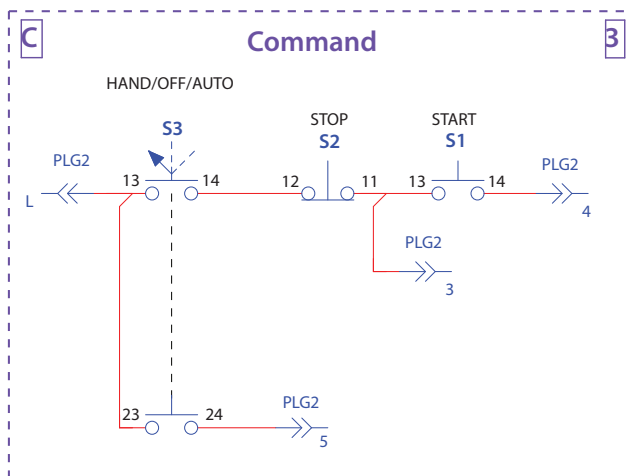 C Command 3
HAND/OFF/AUTO
STOP START
S3 S2 S1
PLG2 PLG2
13 14 12 11 13 14
L 4
PLG2
3
PLG2
23 24
5